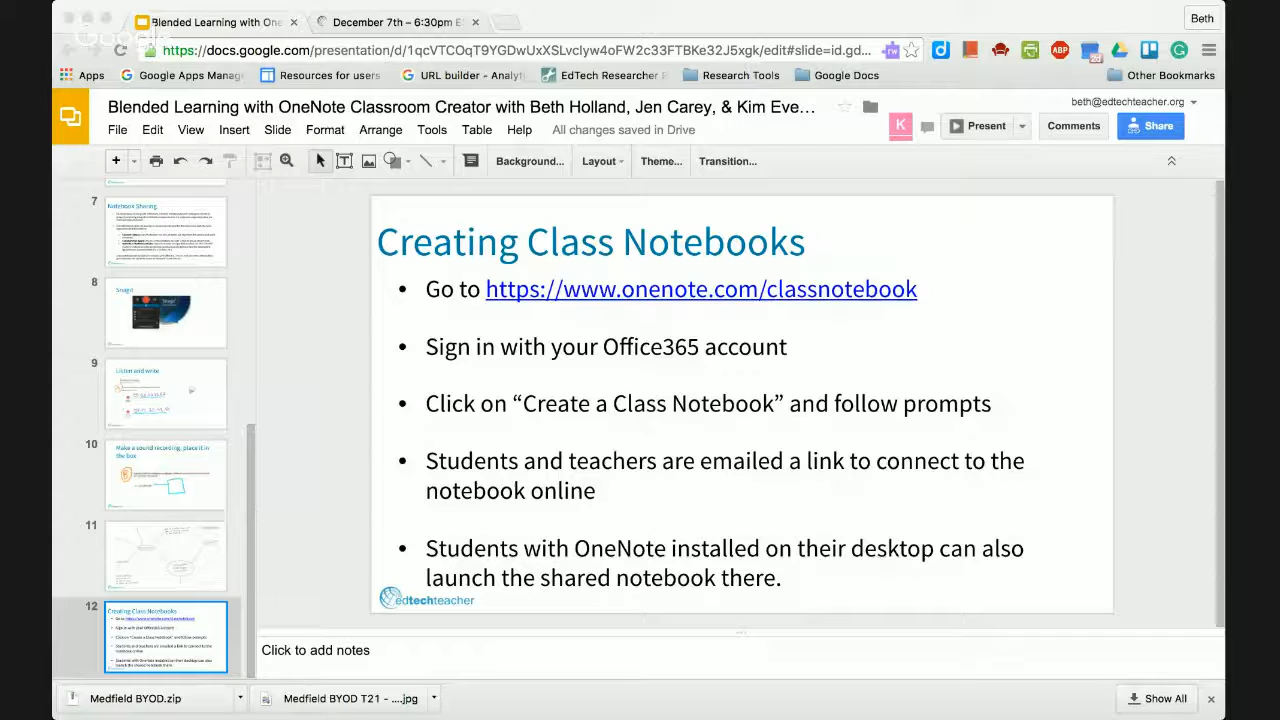 Blended Learning with One
December 7th – 6:30pm E
Beth
https://docs.google.com/presentation/d/1qcVTCOqT9YGDwUxXSLvcIyw4oFW2c33FTBKe32J5xgk/edit#slide=id.gd...
Apps
Google Apps Mana
Resources for users
URL builder - Analy
EdTech Researcher
Research Tools
Google Docs
Other Bookmarks
Blended Learning with OneNote Classroom Creator wth Beth Holland, Jen Carey, & Kim Eve...
beth@edtechteacher.org
File Edit View Insert Slide Format Arrange Tools Table Help All changes saved in Drive
K
Present
Comments
Share
Background...
Layout
Theme...
Transition...
7
Notebook Sharing
8
Snagit
9
Listen and write
10
Make a sound recording, place it in
the box
11
12
Creating Class Notebooks
Creating Class Notebooks
• Go to https://www.onenote.com/classnotebook
• Sign in with your Office365 account
• Click on “Create a Class Notebook” and follow prompts
• Students and teachers are emailed a link to connect to the
notebook online
• Students with OneNote installed on their desktop can also
launch the shared notebook there.
edtechteacher
Click to add notes
Medfield BYOD.zip
Medfield BYOD T21 - ....jpg
Show All